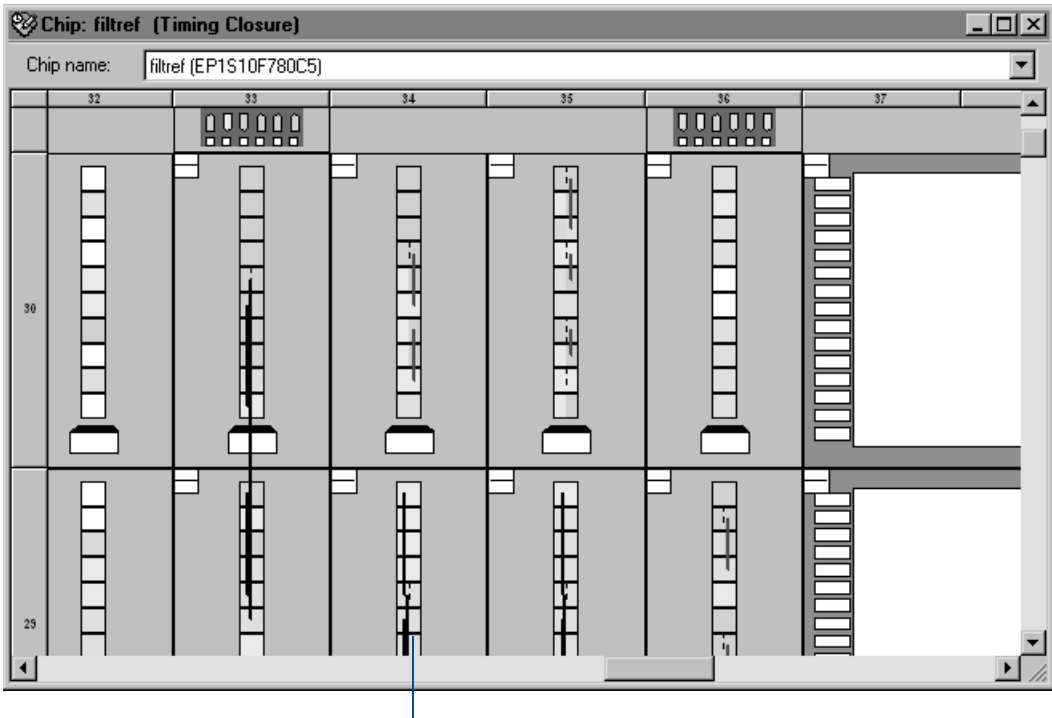 Chip: filtref (Timing Closure)
Chip name: filtref (EP1S10F780C5)
32 33 34 35 36 37
30
29